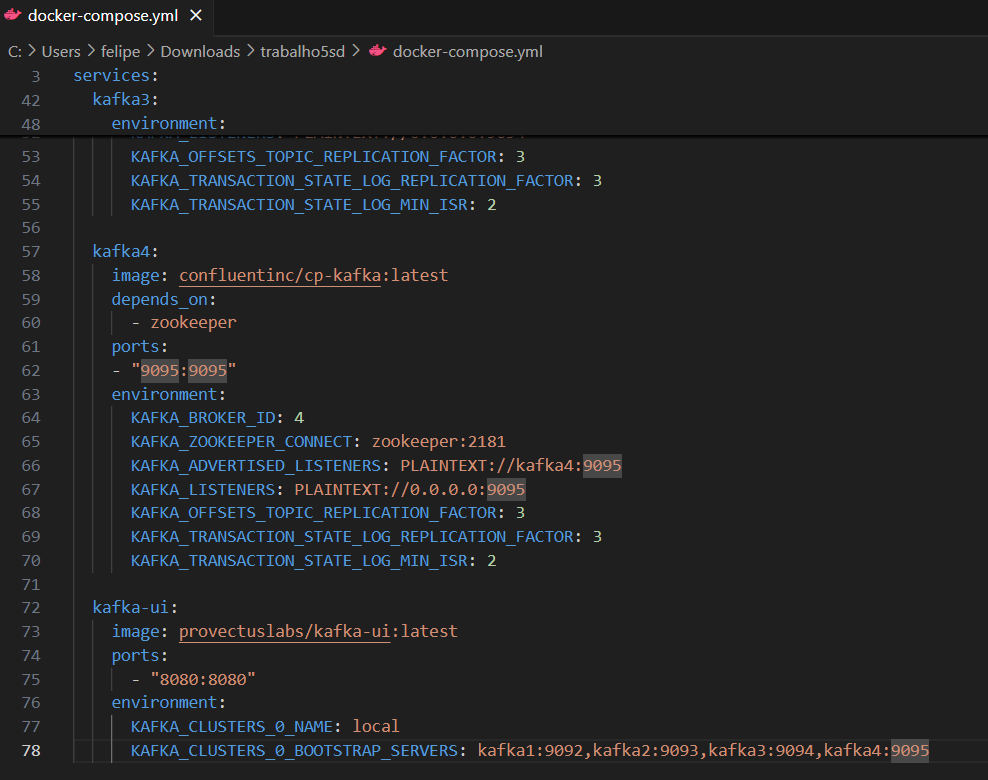 docker-compose.yml
C: > Users > felipe > Downloads > trabalho5sd > docker-compose.yml
3 services:
42 kafka3:
48 environment:
53 KAFKA_OFFSETS_TOPIC_REPLICATION_FACTOR: 3
54 KAFKA_TRANSACTION_STATE_LOG_REPLICATION_FACTOR: 3
55 KAFKA_TRANSACTION_STATE_LOG_MIN_ISR: 2
56
57 kafka4:
58 image: confluentinc/cp-kafka:latest
59 depends_on:
60 - zookeeper
61 ports:
62 - "9095:9095"
63 environment:
64 KAFKA_BROKER_ID: 4
65 KAFKA_ZOOKEEPER_CONNECT: zookeeper:2181
66 KAFKA_ADVERTISED_LISTENERS: PLAINTEXT://kafka4:9095
67 KAFKA_LISTENERS: PLAINTEXT://0.0.0.0:9095
68 KAFKA_OFFSETS_TOPIC_REPLICATION_FACTOR: 3
69 KAFKA_TRANSACTION_STATE_LOG_REPLICATION_FACTOR: 3
70 KAFKA_TRANSACTION_STATE_LOG_MIN_ISR: 2
71
72 kafka-ui:
73 image: provectuslabs/kafka-ui:latest
74 ports:
75 - "8080:8080"
76 environment:
77 KAFKA_CLUSTERS_0_NAME: local
78 KAFKA_CLUSTERS_0_BOOTSTRAP_SERVERS: kafka1:9092,kafka2:9093,kafka3:9094,kafka4:9095